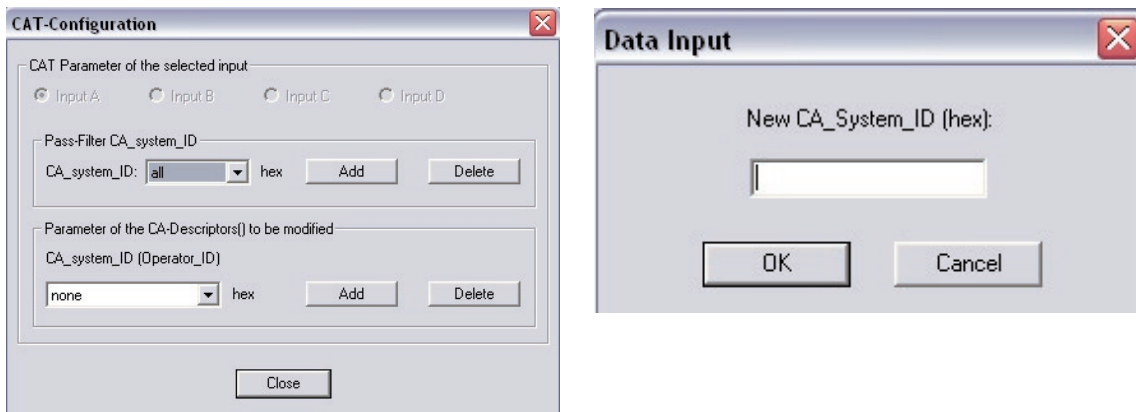 CAT-Configuration
CAT Parameter of the selected input
Input A Input B Input C Input D
Pass-Filter CA_system_ID
CA_system_ID: all hex Add Delete
Parameter of the CA-Descriptors() to be modified
CA_system_ID (Operator_ID)
none hex Add Delete
Close
Data Input
New CA_System_ID (hex):
OK Cancel